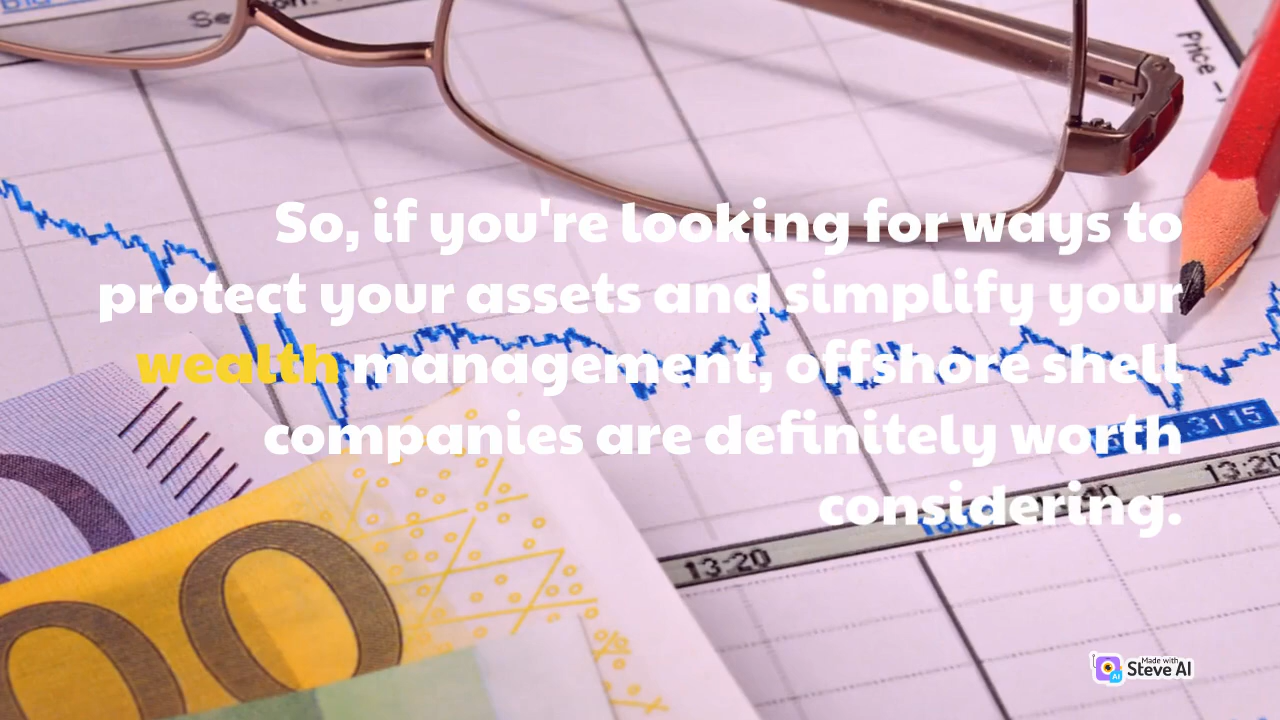 Price
So, if you're looking for ways to
protect your assets and simplify your
wealth management, offshore shell
companies are definitely worth
considering.
3115
13:20
13:20
00
Made with
Steve AI